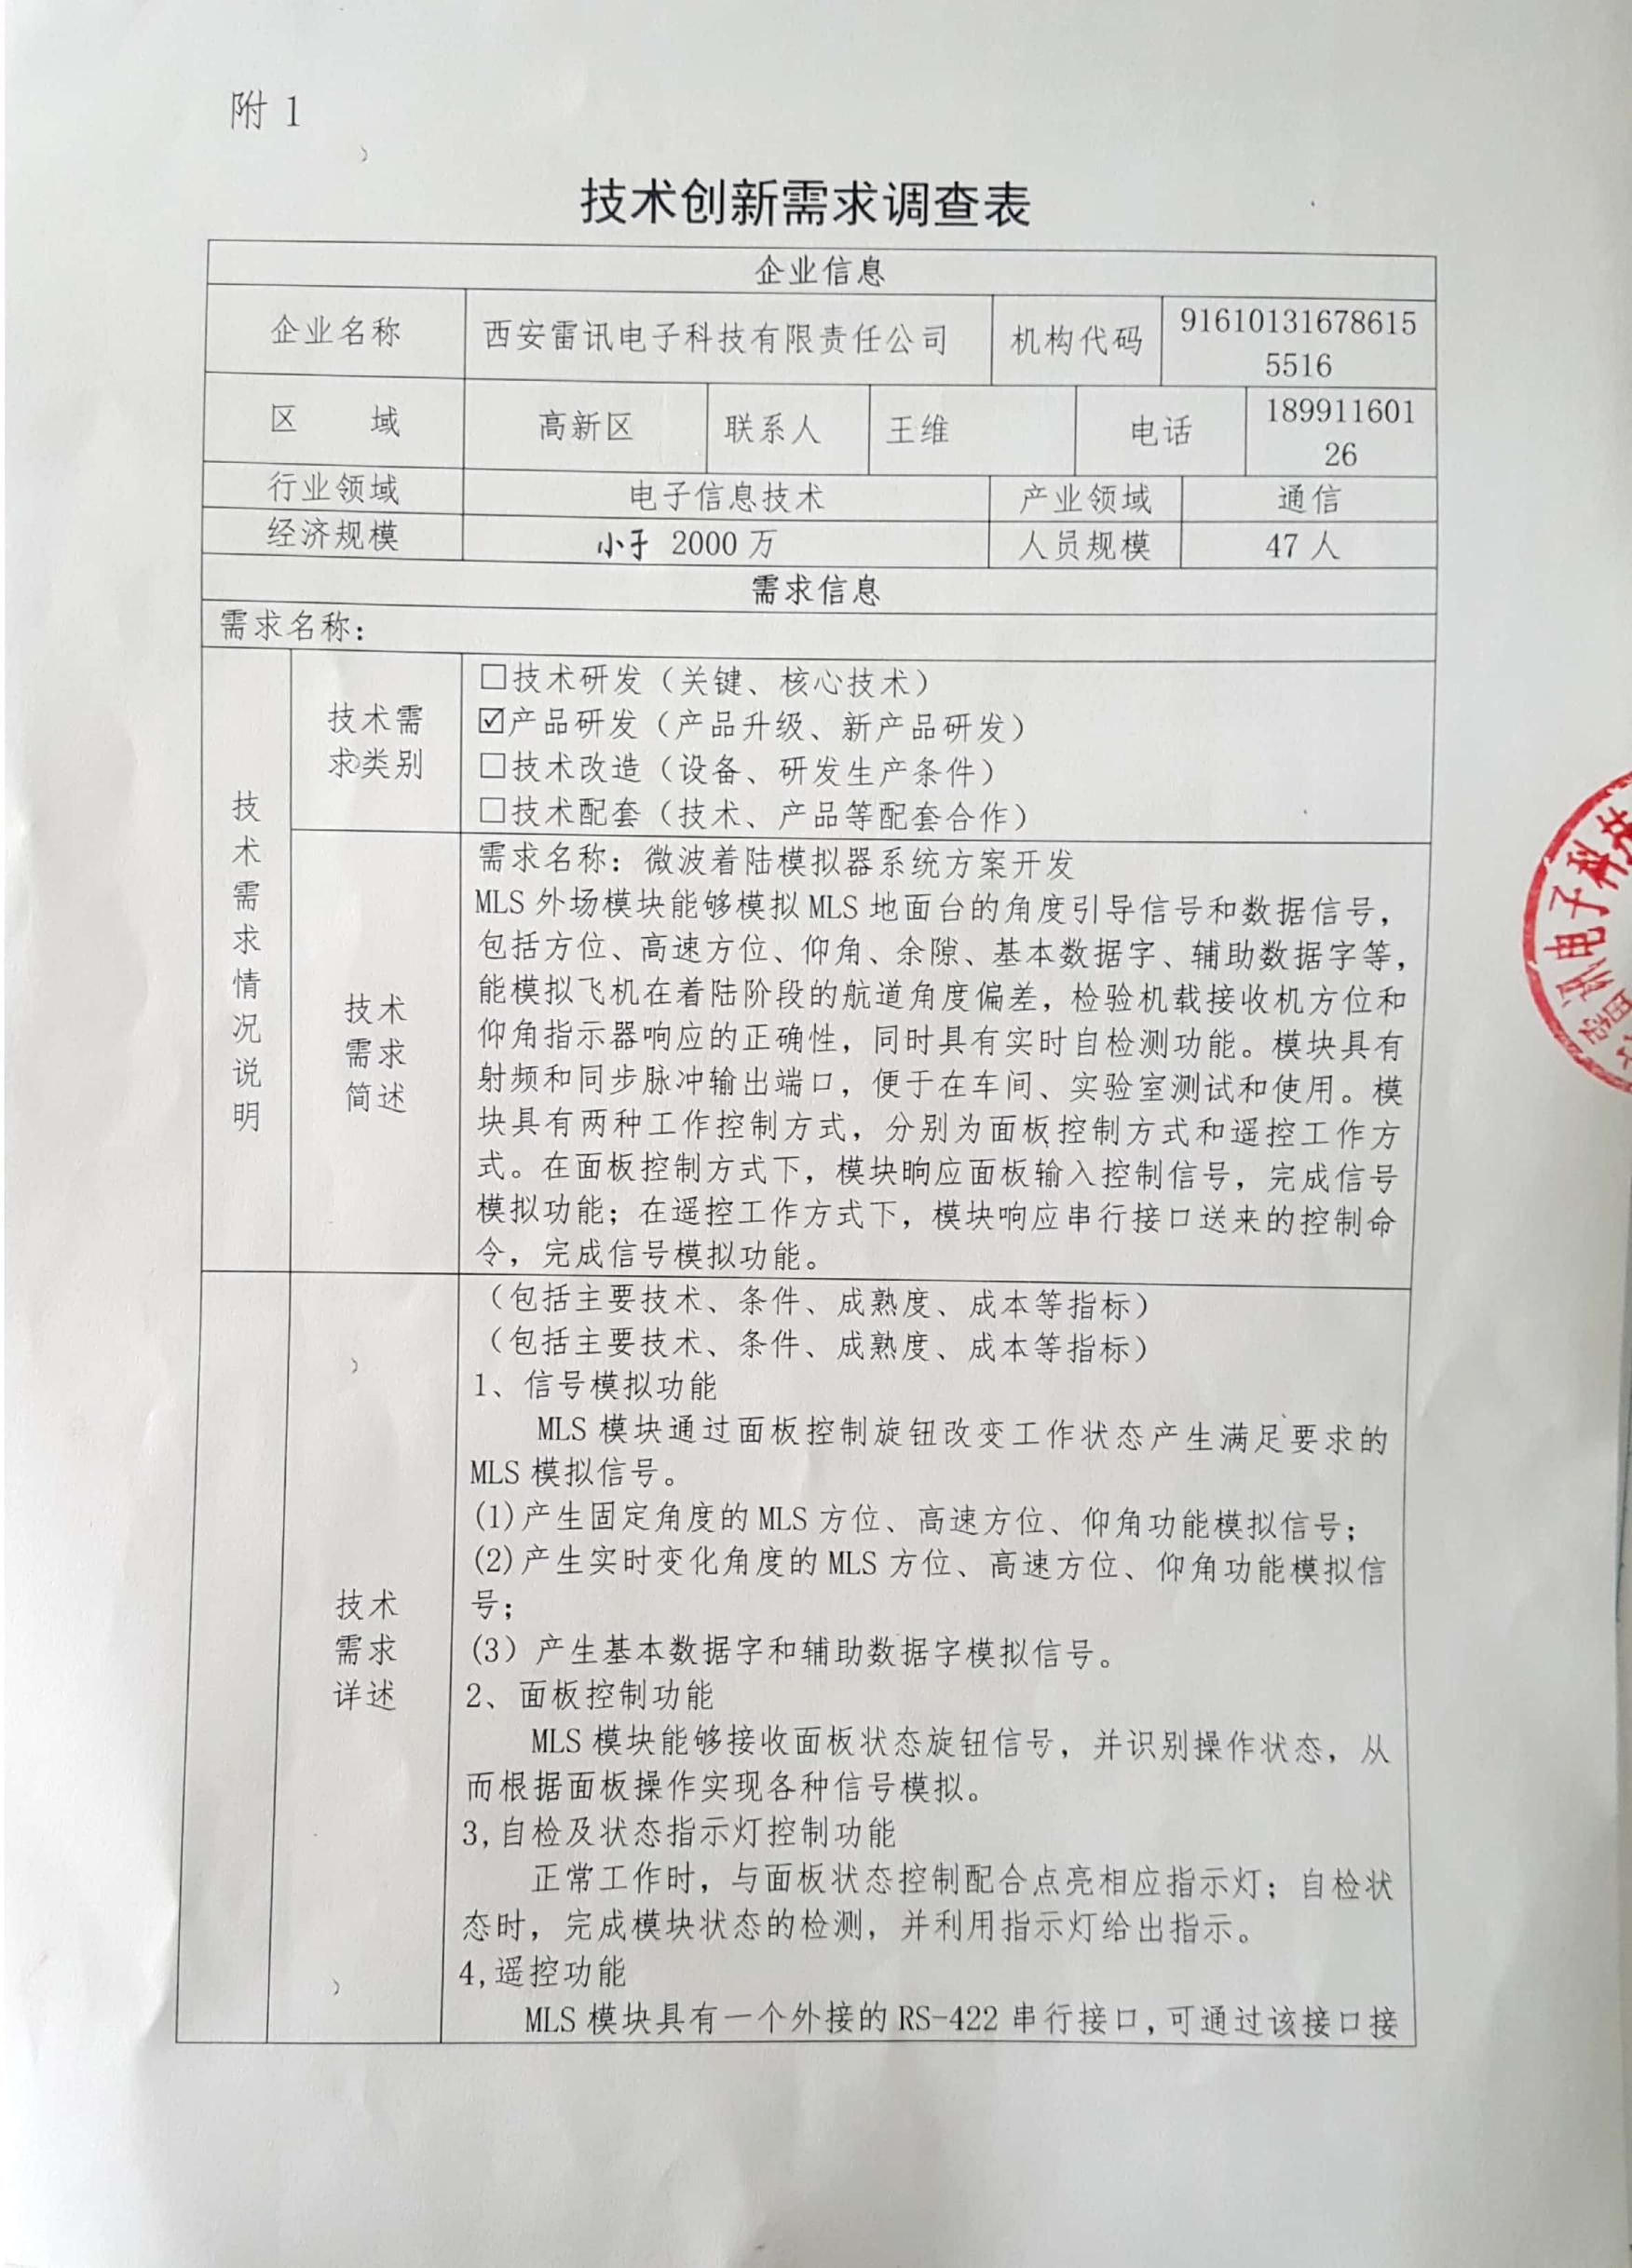 附 1
技术创新需求调查表
企业信息
企业名称 西安雷讯电子科技有限责任公司 机构代码 91610131678615
5516
区 域 高新区 联系人 王维 电话 189911601
26
行业领域 电子信息技术 产业领域 通信
经济规模 小于 2000 万 人员规模 47 人
需求信息
需求名称：
技术需求情况说明
技术需
求类别
□技术研发（关键、核心技术）
☑产品研发（产品升级、新产品研发）
□技术改造（设备、研发生产条件）
□技术配套（技术、产品等配套合作）
技术
需求
简述
需求名称：微波着陆模拟器系统方案开发
MLS 外场模块能够模拟 MLS 地面台的角度引导信号和数据信号，
包括方位、高速方位、仰角、余隙、基本数据字、辅助数据字等，
能模拟飞机在着陆阶段的航道角度偏差，检验机载接收机方位和
仰角指示器响应的正确性，同时具有实时自检测功能。模块具有
射频和同步脉冲输出端口，便于在车间、实验室测试和使用。模
块具有两种工作控制方式，分别为面板控制方式和遥控工作方
式。在面板控制方式下，模块响应面板输入控制信号，完成信号
模拟功能；在遥控工作方式下，模块响应串行接口送来的控制命
令，完成信号模拟功能。
技术
需求
详述
（包括主要技术、条件、成熟度、成本等指标）
（包括主要技术、条件、成熟度、成本等指标）
1、信号模拟功能
MLS 模块通过面板控制旋钮改变工作状态产生满足要求的
MLS 模拟信号。
(1)产生固定角度的 MLS 方位、高速方位、仰角功能模拟信号；
(2)产生实时变化角度的 MLS 方位、高速方位、仰角功能模拟信
号；
(3）产生基本数据字和辅助数据字模拟信号。
2、面板控制功能
MLS 模块能够接收面板状态旋钮信号，并识别操作状态，从
而根据面板操作实现各种信号模拟。
3,自检及状态指示灯控制功能
正常工作时，与面板状态控制配合点亮相应指示灯；自检状
态时，完成模块状态的检测，并利用指示灯给出指示。
4,遥控功能
MLS 模块具有一个外接的 RS-422 串行接口,可通过该接口接
电子科